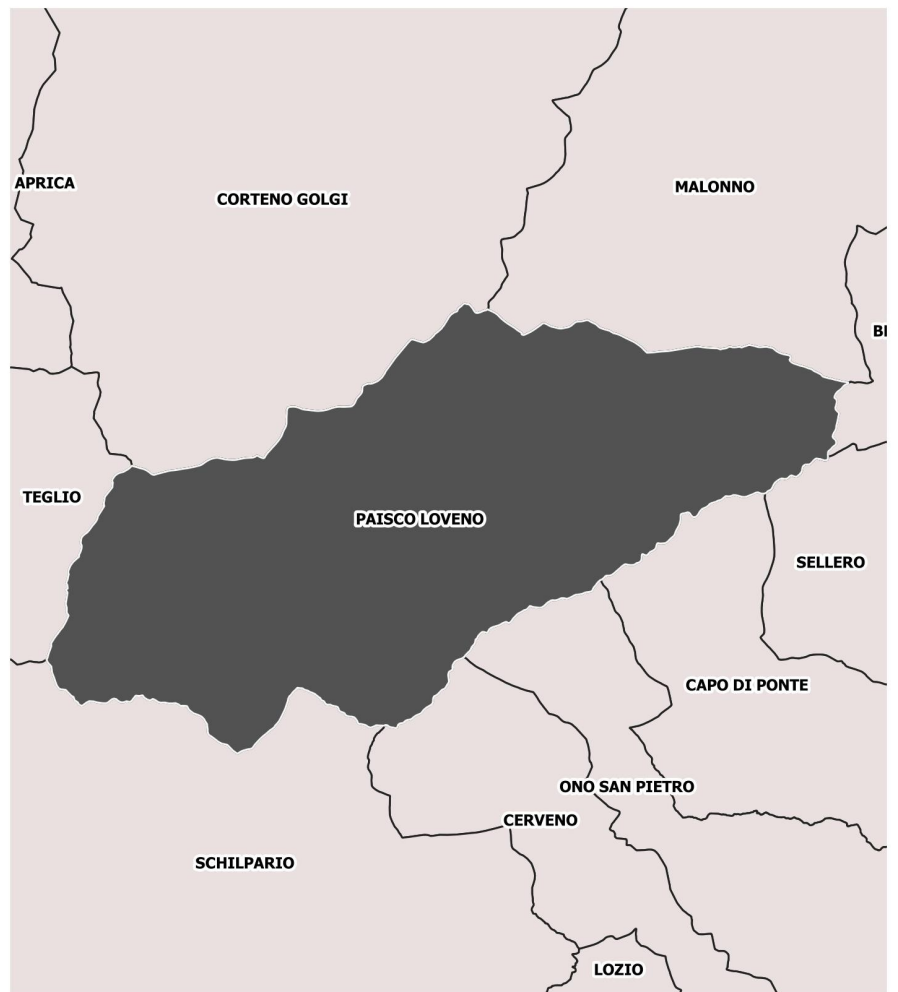 APRICA
MALONNO
CORTENO GOLGI
TEGLIO
PAISCO LOVENO
SELLERO
CAPO DI PONTE
ONO SAN PIETRO
CERVENO
SCHILPARIO
LOZIO